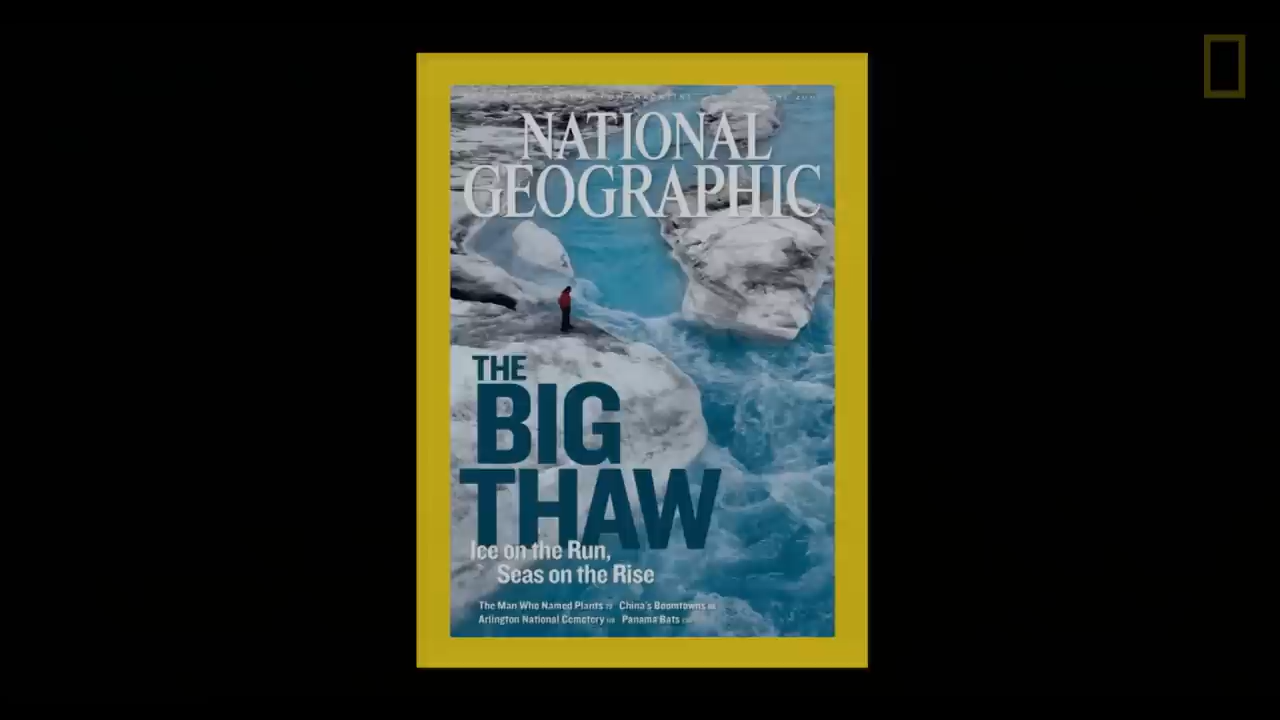 NATIONAL
GEOGRAPHIC
THE
BIG
THAW
Ice on the Run,
Seas on the Rise
The Man Who Named Plants China's Boomtowns
Arlington National Cemetery Panama Bats